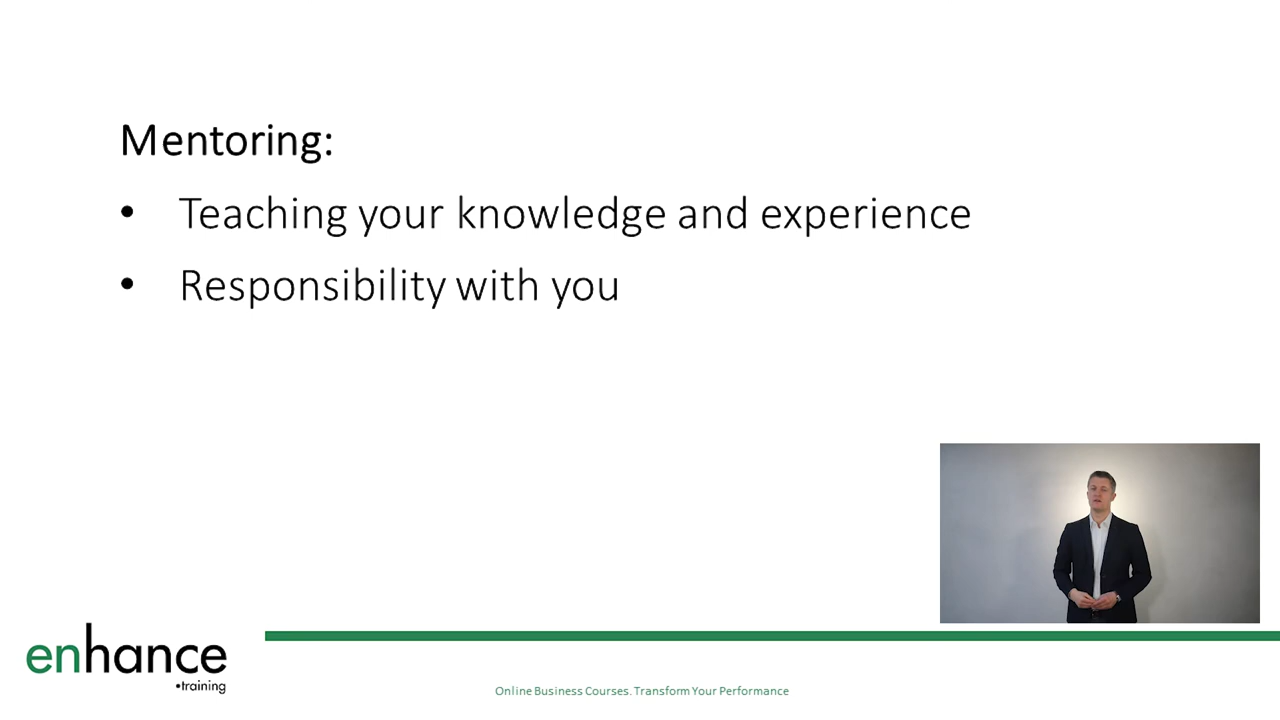 Mentoring:
• Teaching your knowledge and experience
• Responsibility with you
enhance
•training
Online Business Courses. Transform Your Performance